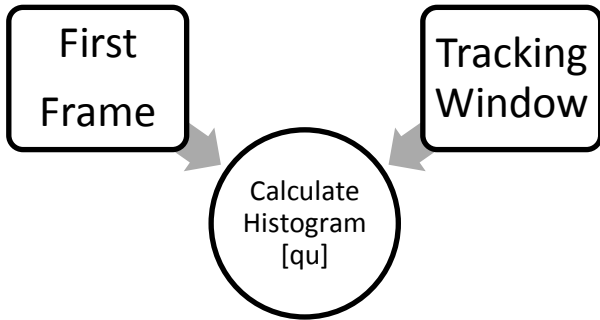 First
Frame
Tracking
Window
Calculate
Histogram
[qu]